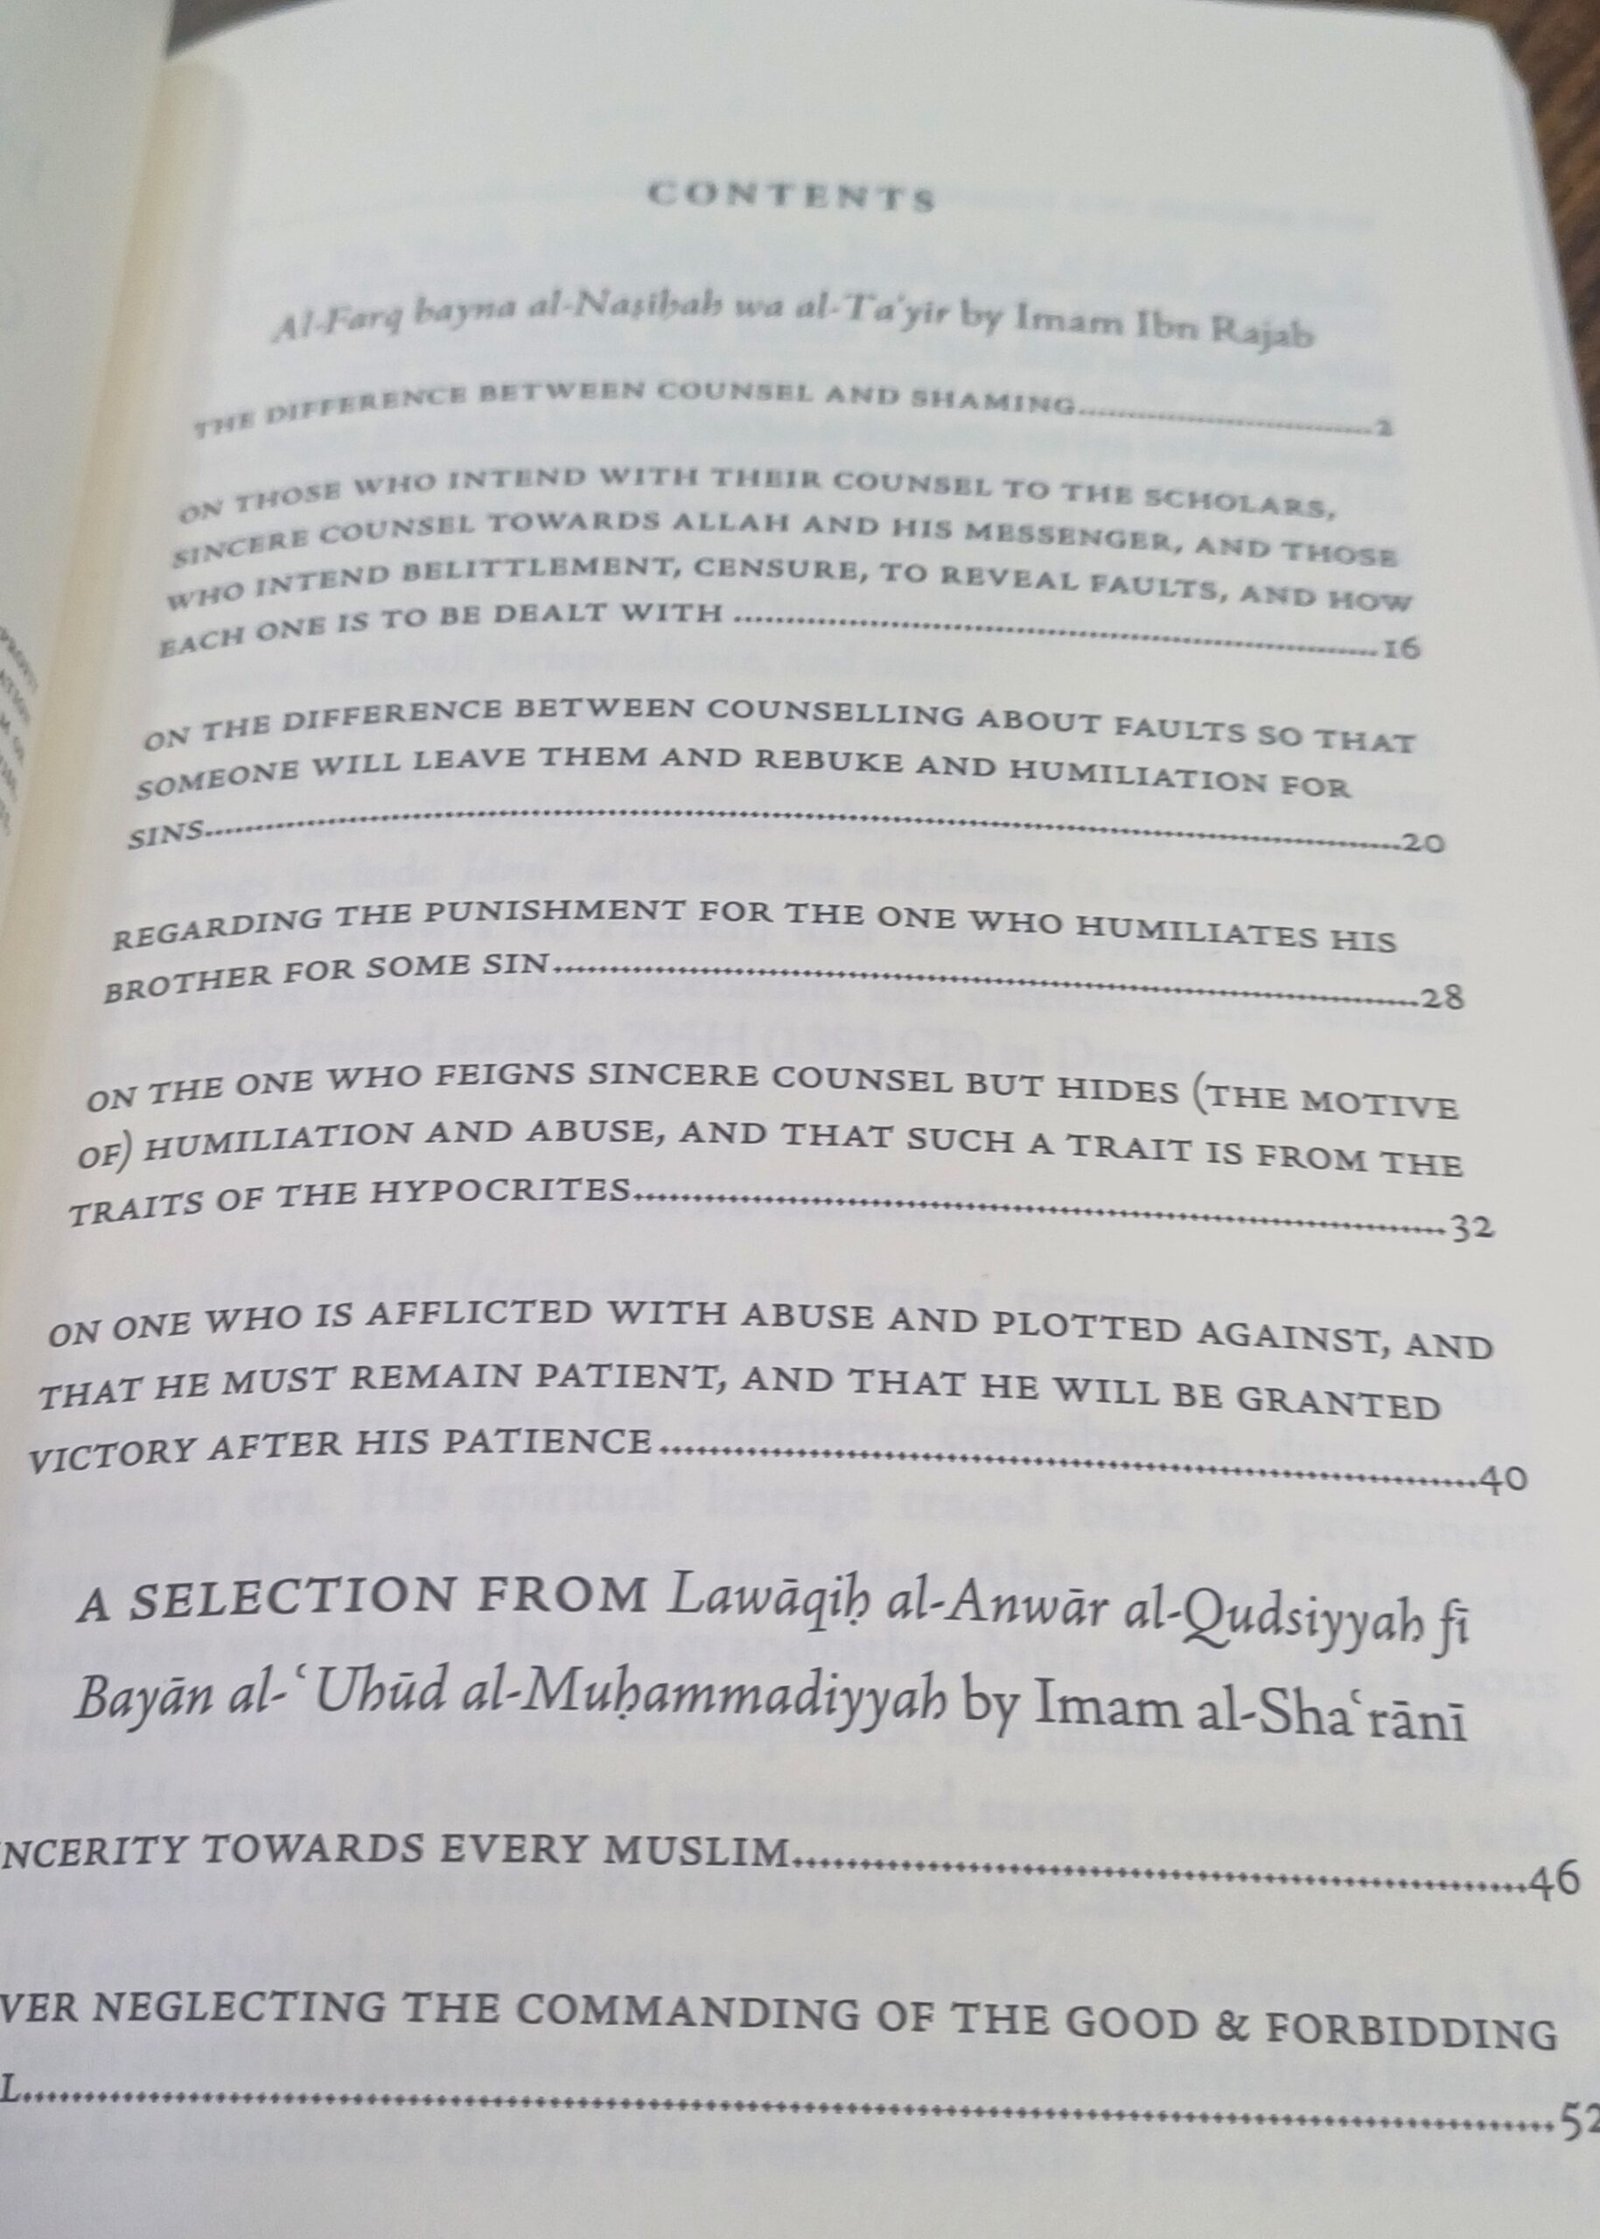 CONTENTS
Al-Farq bayna al-Naṣiḥah wa al-Ta'yir by Imam Ibn Rajab
THE DIFFERENCE BETWEEN COUNSEL AND SHAMING..............................2
ON THOSE WHO INTEND WITH THEIR COUNSEL TO THE SCHOLARS,
SINCERE COUNSEL TOWARDS ALLAH AND HIS MESSENGER, AND THOSE
WHO INTEND BELITTLEMENT, CENSURE, TO REVEAL FAULTS, AND HOW
EACH ONE IS TO BE DEALT WITH ..............................16
ON THE DIFFERENCE BETWEEN COUNSELLING ABOUT FAULTS SO THAT
SOMEONE WILL LEAVE THEM AND REBUKE AND HUMILIATION FOR
SINS..............................20
REGARDING THE PUNISHMENT FOR THE ONE WHO HUMILIATES HIS
BROTHER FOR SOME SIN..............................28
ON THE ONE WHO FEIGNS SINCERE COUNSEL BUT HIDES (THE MOTIVE
OF) HUMILIATION AND ABUSE, AND THAT SUCH A TRAIT IS FROM THE
TRAITS OF THE HYPOCRITES..............................32
ON ONE WHO IS AFFLICTED WITH ABUSE AND PLOTTED AGAINST, AND
THAT HE MUST REMAIN PATIENT, AND THAT HE WILL BE GRANTED
VICTORY AFTER HIS PATIENCE..............................40
A SELECTION FROM Lawāqiḥ al-Anwār al-Qudsiyyah fī
Bayān al-ʿUhūd al-Muḥammadiyyah by Imam al-Shaʿrānī
NCERITY TOWARDS EVERY MUSLIM..............................46
VER NEGLECTING THE COMMANDING OF THE GOOD & FORBIDDING
L..............................52